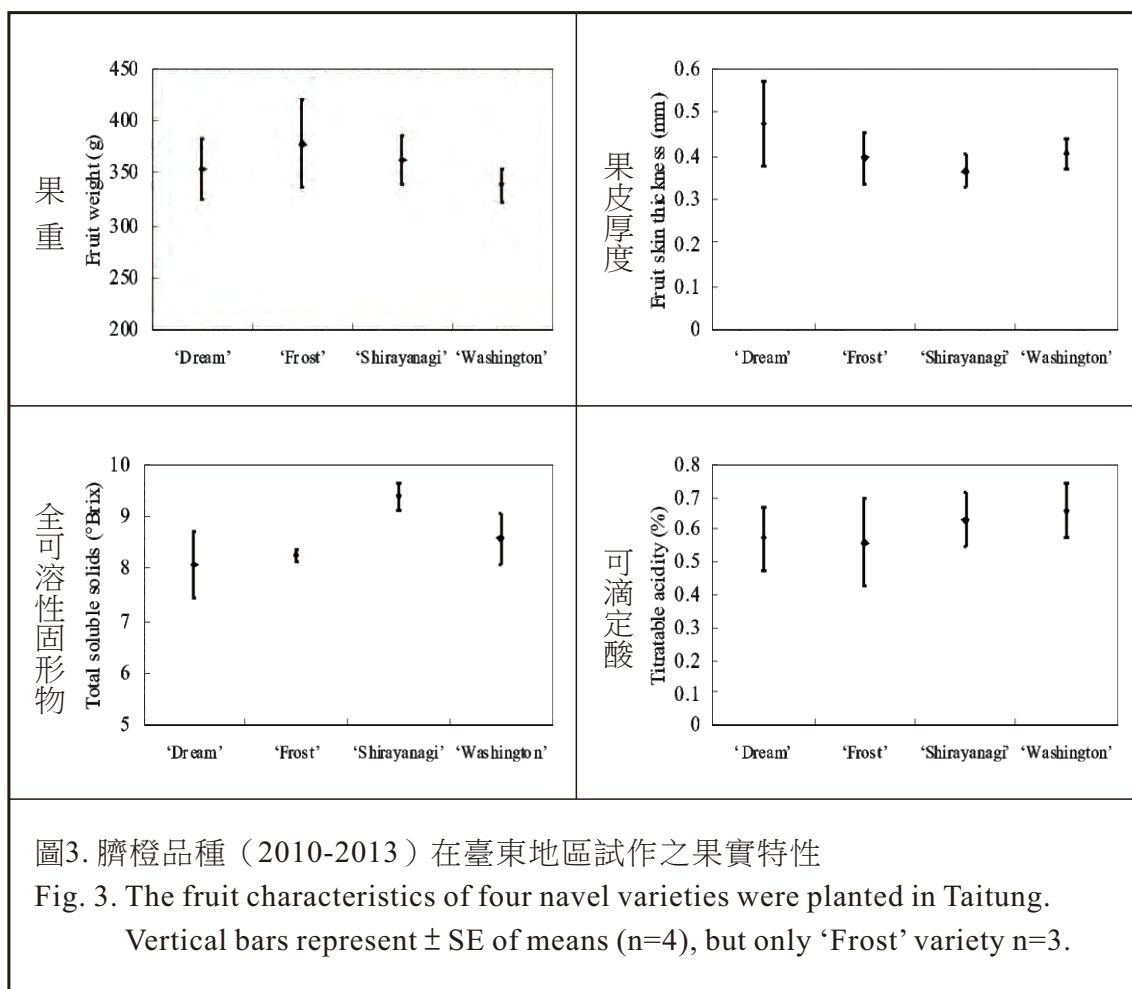 果重
Fruit weight (g)
450
400
350
300
250
200
‘Dream’ ‘Frost’ ‘Shirayanagi’ ‘Washington’
果皮厚度
Fruit skin thickness (mm)
0.6
0.5
0.4
0.3
0.2
0.1
0
‘Dream’ ‘Frost’ ‘Shirayanagi’ ‘Washington’
全可溶性固形物
Total soluble solids (°Brix)
10
9
8
7
6
5
‘Dream’ ‘Frost’ ‘Shirayanagi’ ‘Washington’
可滴定酸
Titratable acidity (%)
0.8
0.7
0.6
0.5
0.4
0.3
0.2
0.1
0
‘Dream’ ‘Frost’ ‘Shirayanagi’ ‘Washington’
圖3. 臍橙品種（2010-2013）在臺東地區試作之果實特性
Fig. 3. The fruit characteristics of four navel varieties were planted in Taitung.
Vertical bars represent ± SE of means (n=4), but only ‘Frost’ variety n=3.